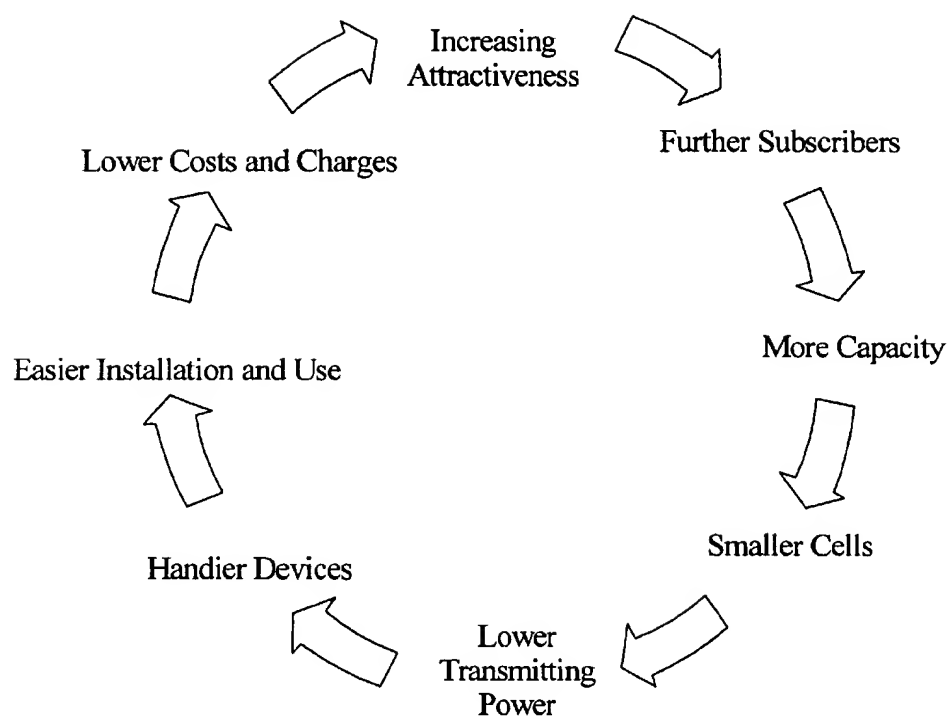 Increasing
Attractiveness
Further Subscribers
More Capacity
Smaller Cells
Lower
Transmitting
Power
Handier Devices
Easier Installation and Use
Lower Costs and Charges